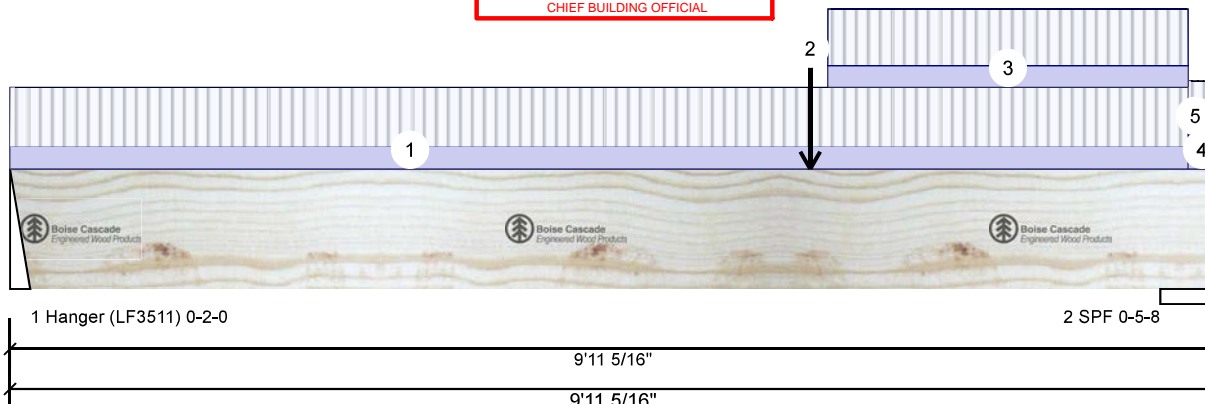 CHIEF BUILDING OFFICIAL
2
3
5
1
4
Boise Cascade
Engineered Wood Products
Boise Cascade
Engineered Wood Products
Boise Cascade
Engineered Wood Products
1 Hanger (LF3511) 0-2-0
2 SPF 0-5-8
9'11 5/16"
9'11 5/16"